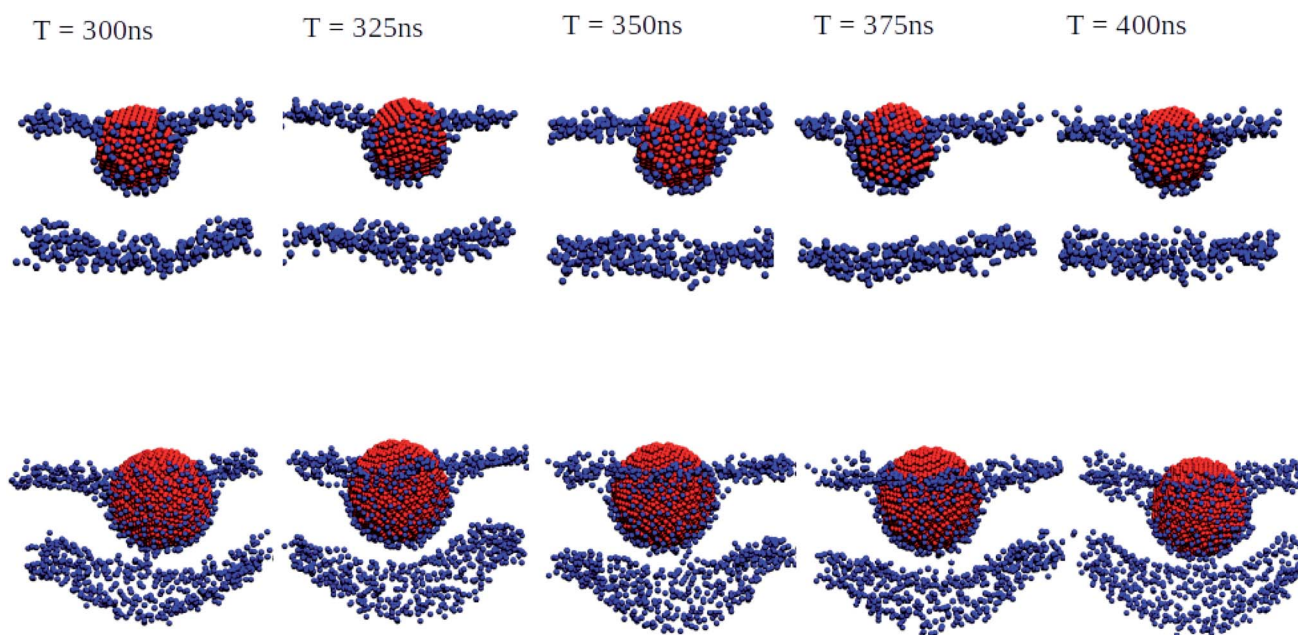 T = 300ns
T = 325ns
T = 350ns
T = 375ns
T = 400ns